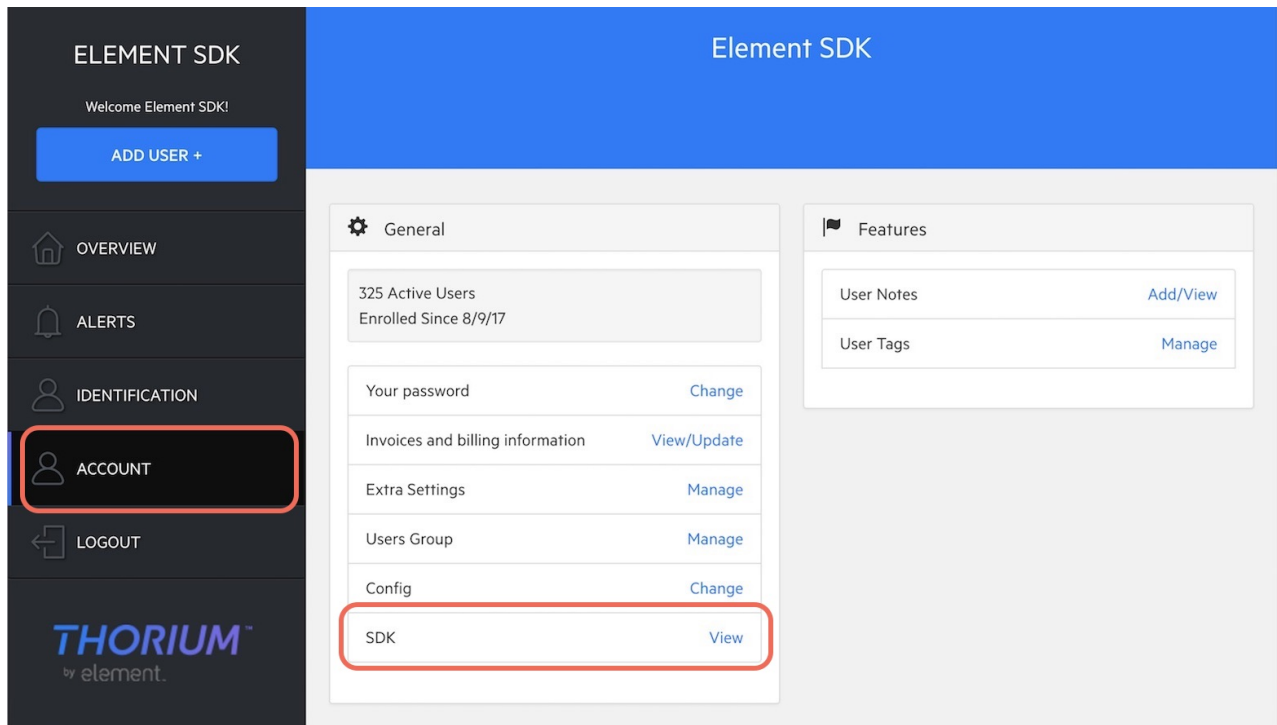 ELEMENT SDK
Welcome Element SDK!
ADD USER +
OVERVIEW
ALERTS
IDENTIFICATION
ACCOUNT
LOGOUT
THORIUM™
by element.
Element SDK
General
325 Active Users
Enrolled Since 8/9/17
Your password Change
Invoices and billing information View/Update
Extra Settings Manage
Users Group Manage
Config Change
SDK View
Features
User Notes Add/View
User Tags Manage